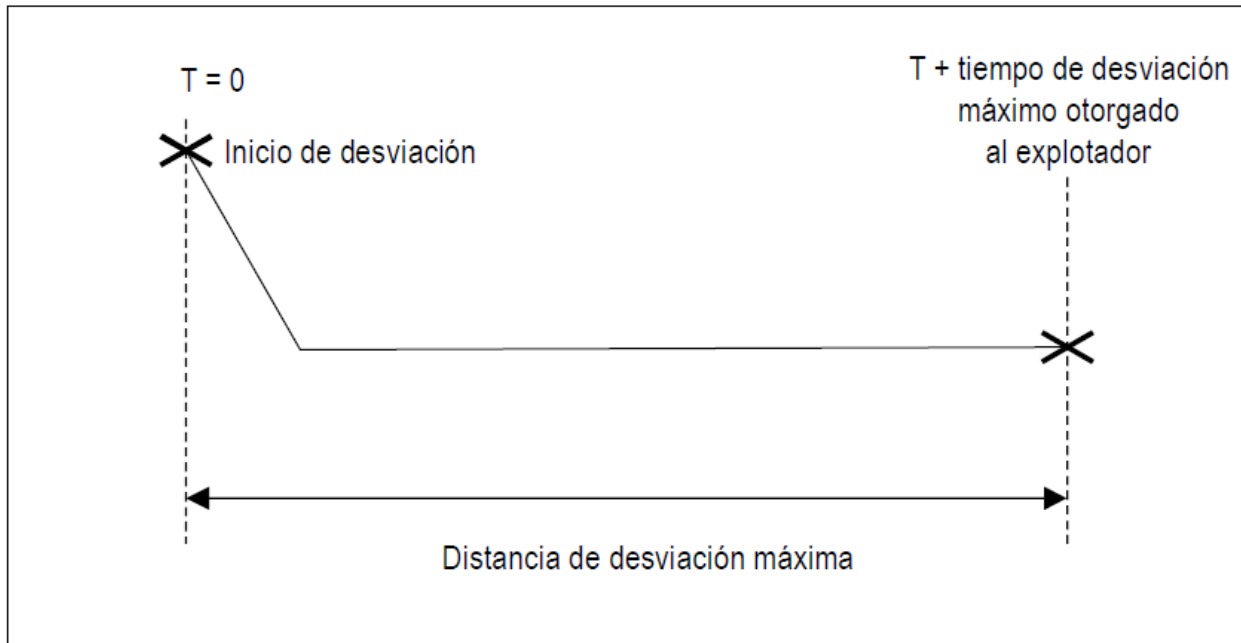 T = 0
Inicio de desviación
T + tiempo de desviación
máximo otorgado
al explotador
Distancia de desviación máxima